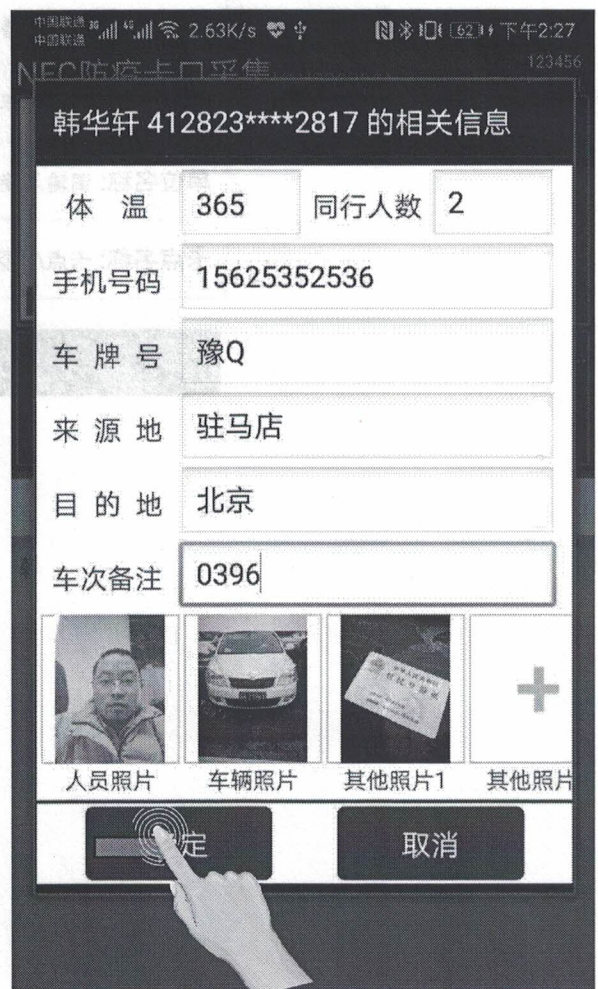 中国联通 中国联通 2.63K/s 62 下午2:27
NFC防疫卡口采集
123456
韩华轩 412823****2817 的相关信息
体 温 365 同行人数 2
手机号码 15625352536
车 牌 号 豫Q
来 源 地 驻马店
目 的 地 北京
车次备注 0396
人员照片 车辆照片 其他照片1 其他照片
定 取消